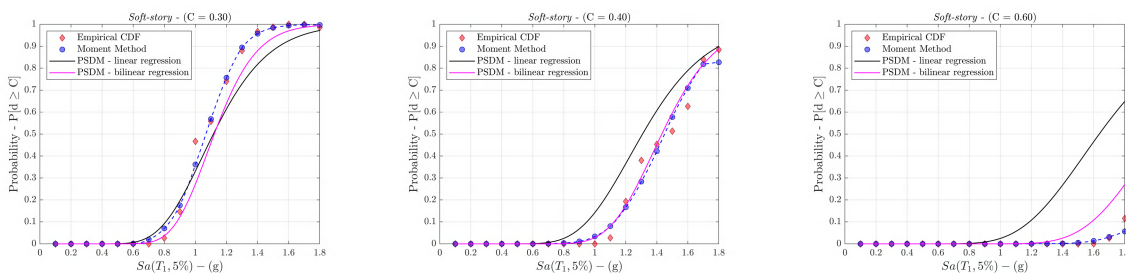 Soft-story - (C = 0.30)
Probability - P[d ≥ C]
1
0.9
0.8
0.7
0.6
0.5
0.4
0.3
0.2
0.1
0
Empirical CDF
Moment Method
PSDM - linear regression
PSDM - bilinear regression
0 0.2 0.4 0.6 0.8 1.0 1.2 1.4 1.6 1.8
Sa(T₁, 5%) − (g)
Soft-story - (C = 0.40)
Probability - P[d ≥ C]
1
0.9
0.8
0.7
0.6
0.5
0.4
0.3
0.2
0.1
0
Empirical CDF
Moment Method
PSDM - linear regression
PSDM - bilinear regression
0 0.2 0.4 0.6 0.8 1.0 1.2 1.4 1.6 1.8
Sa(T₁, 5%) − (g)
Soft-story - (C = 0.60)
Probability - P[d ≥ C]
1
0.9
0.8
0.7
0.6
0.5
0.4
0.3
0.2
0.1
0
Empirical CDF
Moment Method
PSDM - linear regression
PSDM - bilinear regression
0 0.2 0.4 0.6 0.8 1.0 1.2 1.4 1.6 1.8
Sa(T₁, 5%) − (g)